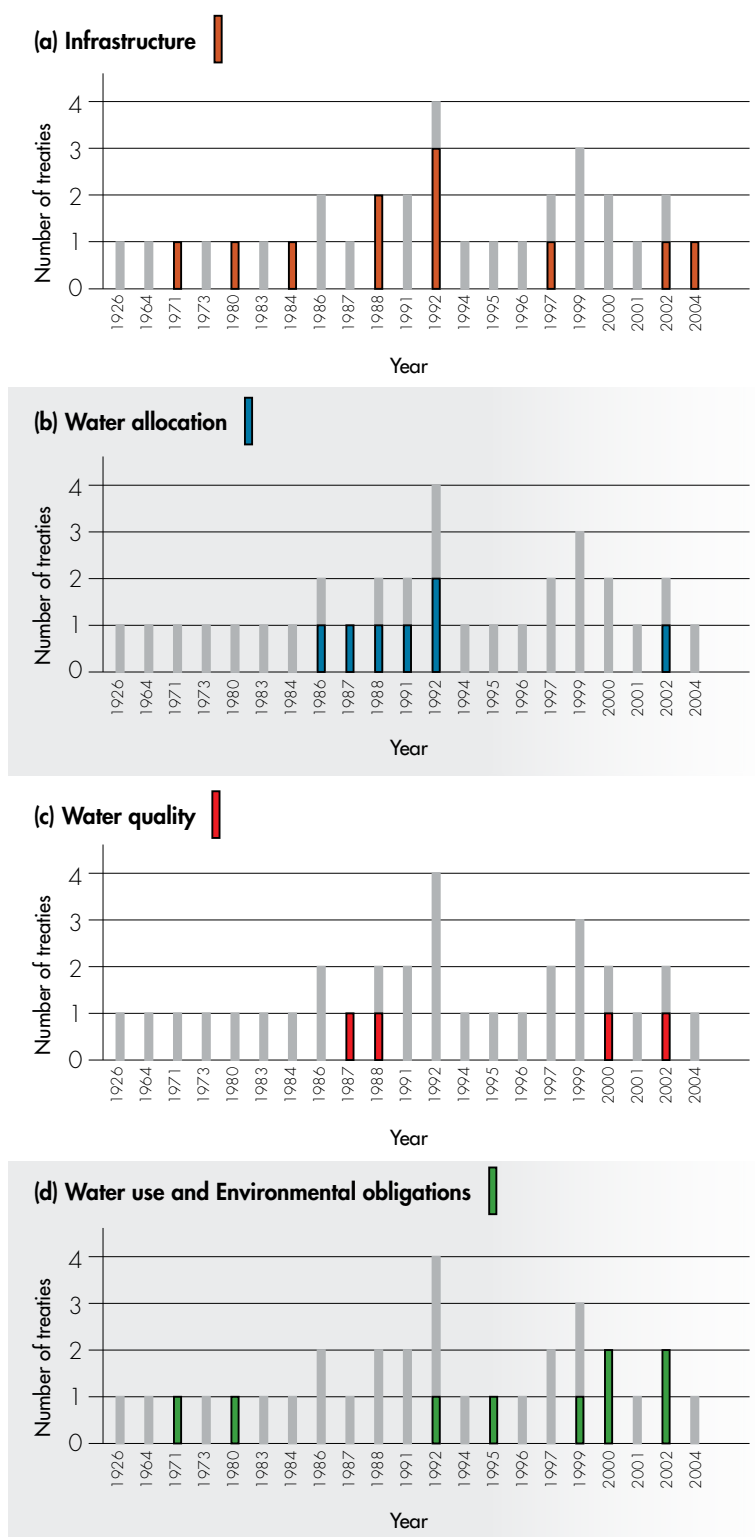 (a) Infrastructure
Number of treaties
4
3
2
1
0
1926 1964 1971 1973 1980 1983 1984 1986 1987 1988 1991 1992 1994 1995 1996 1997 1999 2000 2001 2002 2004
Year
(b) Water allocation
Number of treaties
4
3
2
1
0
1926 1964 1971 1973 1980 1983 1984 1986 1987 1988 1991 1992 1994 1995 1996 1997 1999 2000 2001 2002 2004
Year
(c) Water quality
Number of treaties
4
3
2
1
0
1926 1964 1971 1973 1980 1983 1984 1986 1987 1988 1991 1992 1994 1995 1996 1997 1999 2000 2001 2002 2004
Year
(d) Water use and Environmental obligations
Number of treaties
4
3
2
1
0
1926 1964 1971 1973 1980 1983 1984 1986 1987 1988 1991 1992 1994 1995 1996 1997 1999 2000 2001 2002 2004
Year